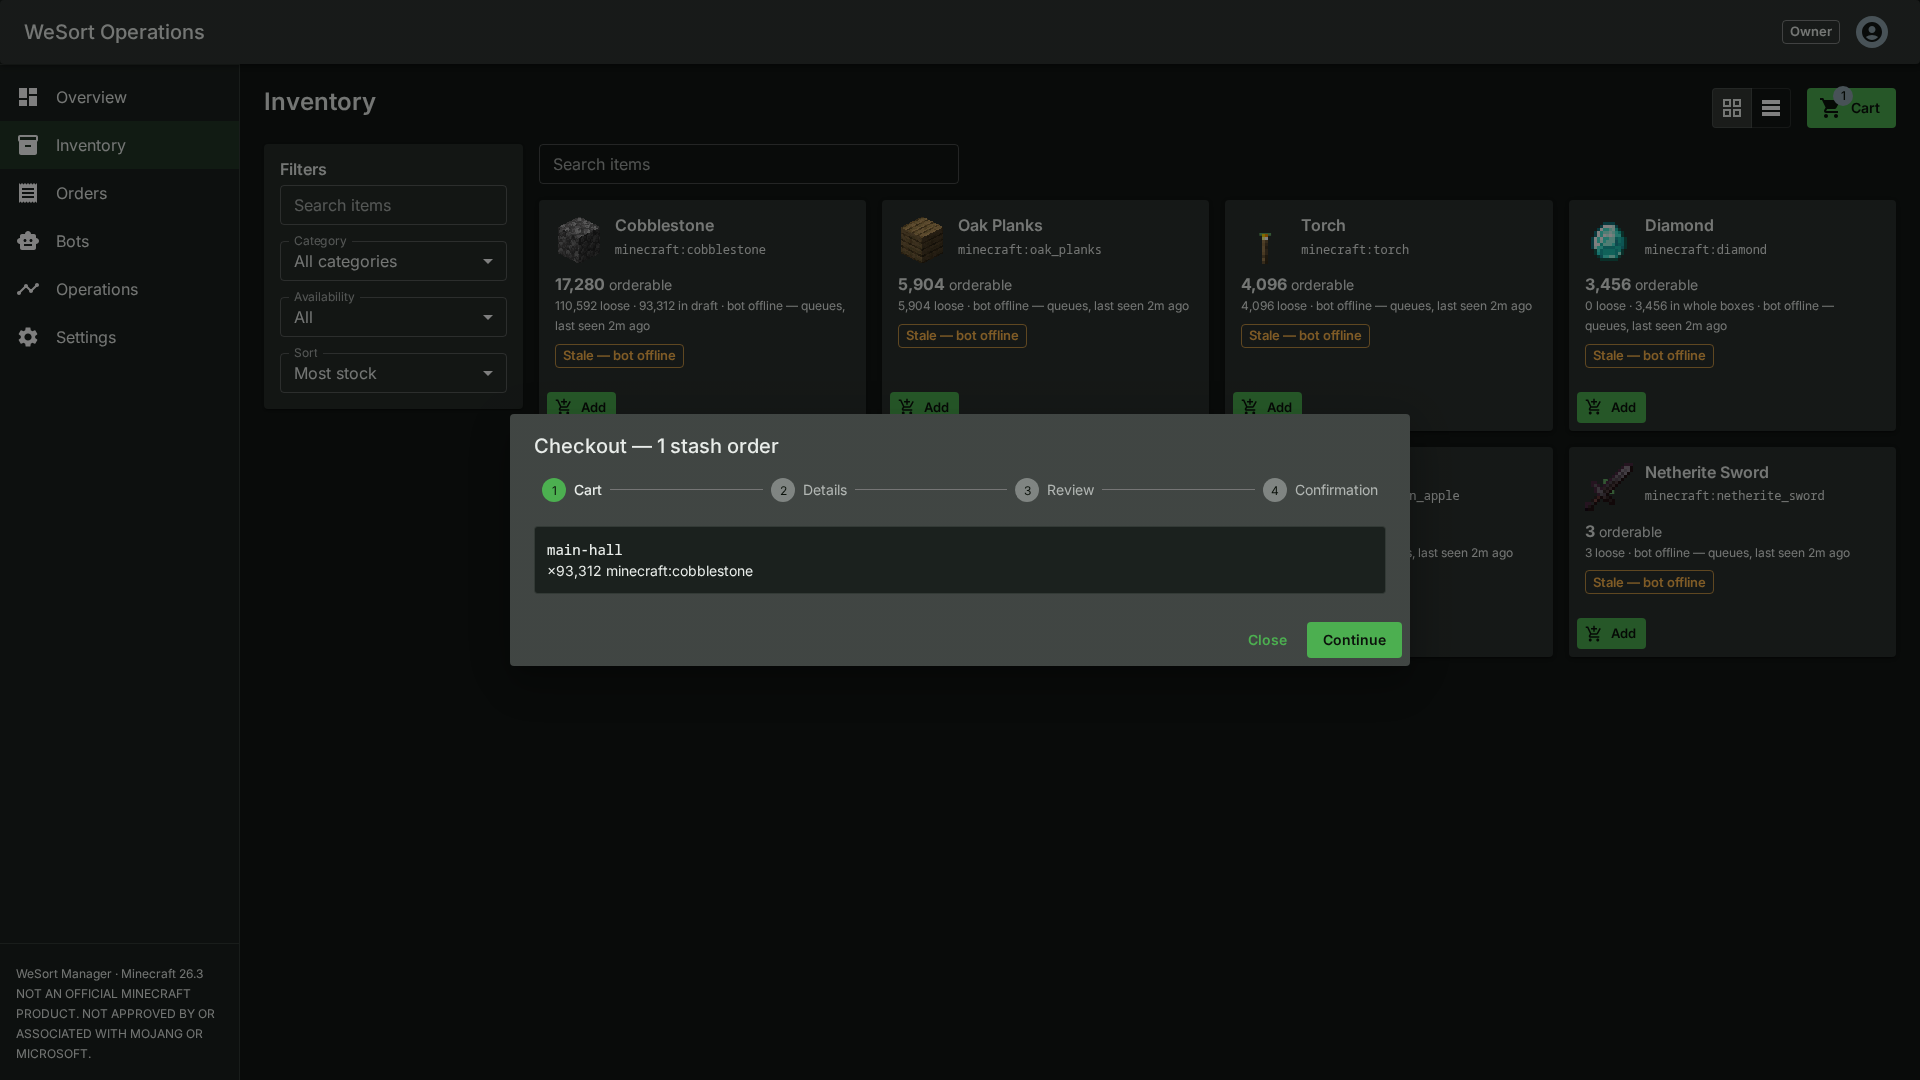 WeSort Operations
Owner
Overview
Inventory
Orders
Bots
Operations
Settings
Inventory
1
Cart
Filters
Search items
Category
All categories
Availability
All
Sort
Most stock
Search items
Cobblestone
minecraft:cobblestone
17,280 orderable
110,592 loose · 93,312 in draft · bot offline — queues,
last seen 2m ago
Stale — bot offline
Add
Oak Planks
minecraft:oak_planks
5,904 orderable
5,904 loose · bot offline — queues, last seen 2m ago
Stale — bot offline
Add
Torch
minecraft:torch
4,096 orderable
4,096 loose · bot offline — queues, last seen 2m ago
Stale — bot offline
Add
Diamond
minecraft:diamond
3,456 orderable
0 loose · 3,456 in whole boxes · bot offline —
queues, last seen 2m ago
Stale — bot offline
Add
n_apple
, last seen 2m ago
Netherite Sword
minecraft:netherite_sword
3 orderable
3 loose · bot offline — queues, last seen 2m ago
Stale — bot offline
Add
Checkout — 1 stash order
1 Cart
2 Details
3 Review
4 Confirmation
main-hall
×93,312 minecraft:cobblestone
Close
Continue
WeSort Manager · Minecraft 26.3
NOT AN OFFICIAL MINECRAFT
PRODUCT. NOT APPROVED BY OR
ASSOCIATED WITH MOJANG OR
MICROSOFT.